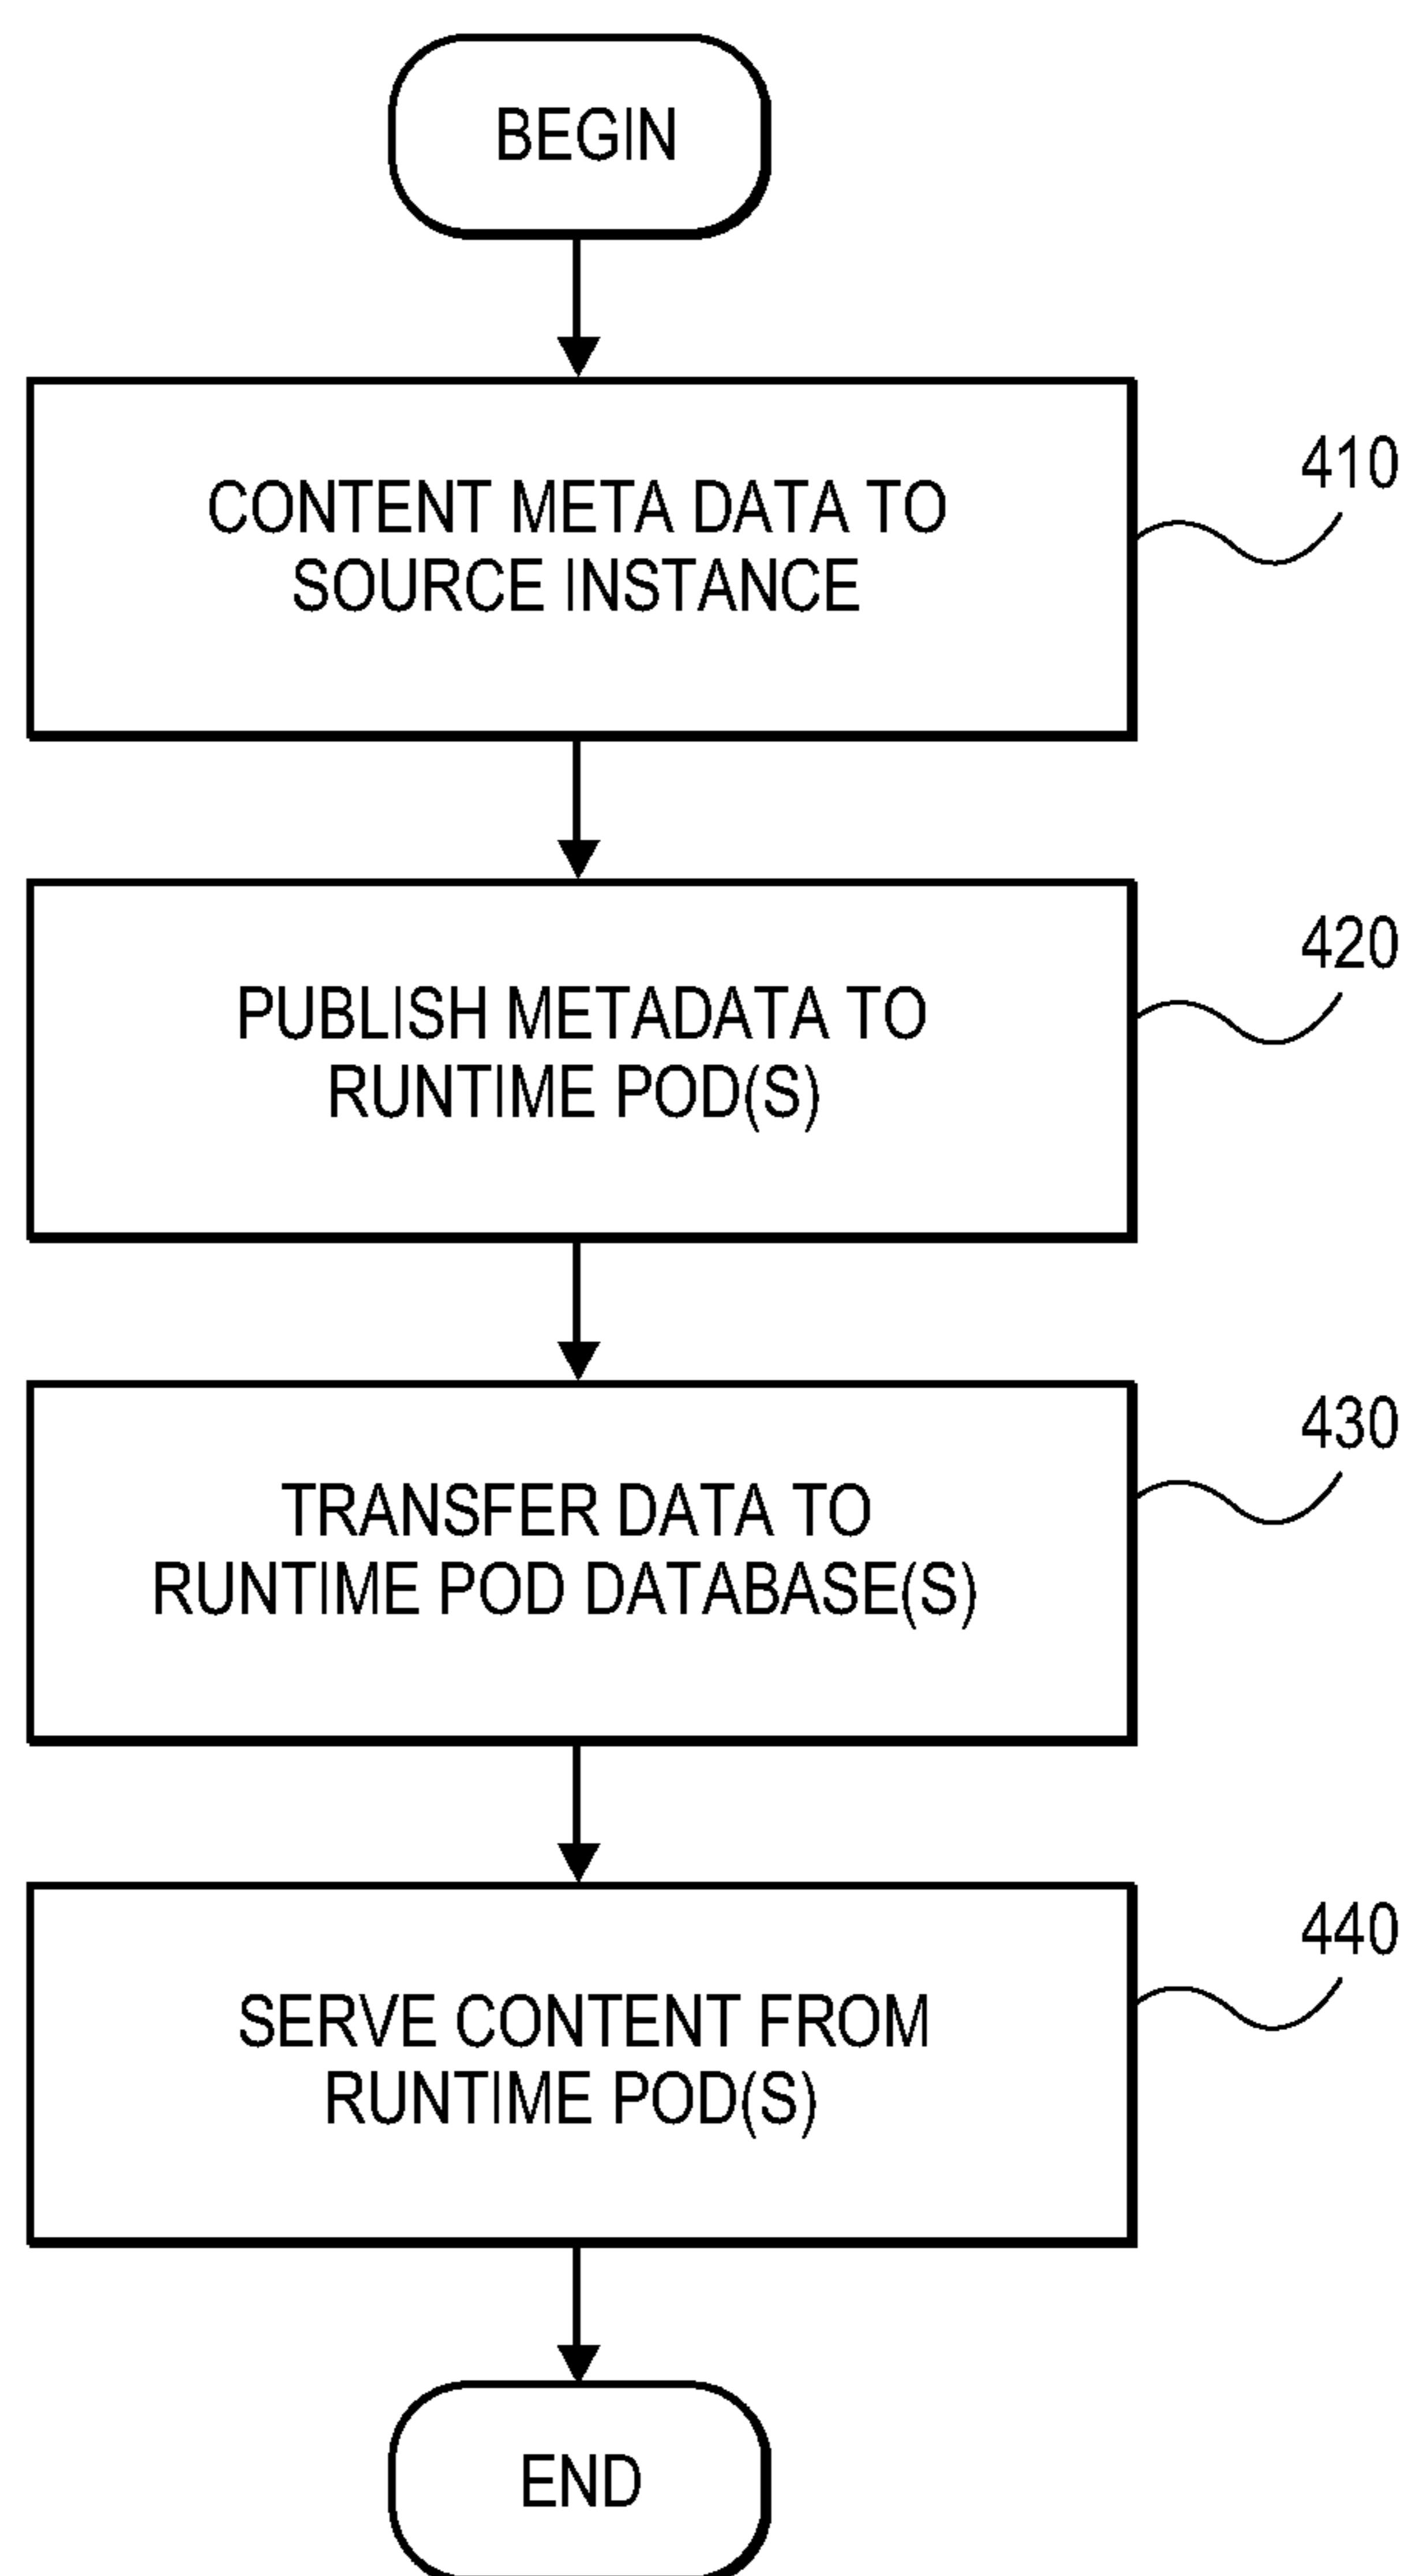 BEGIN
CONTENT META DATA TO
SOURCE INSTANCE
410
PUBLISH METADATA TO
RUNTIME POD(S)
420
TRANSFER DATA TO
RUNTIME POD DATABASE(S)
430
SERVE CONTENT FROM
RUNTIME POD(S)
440
END